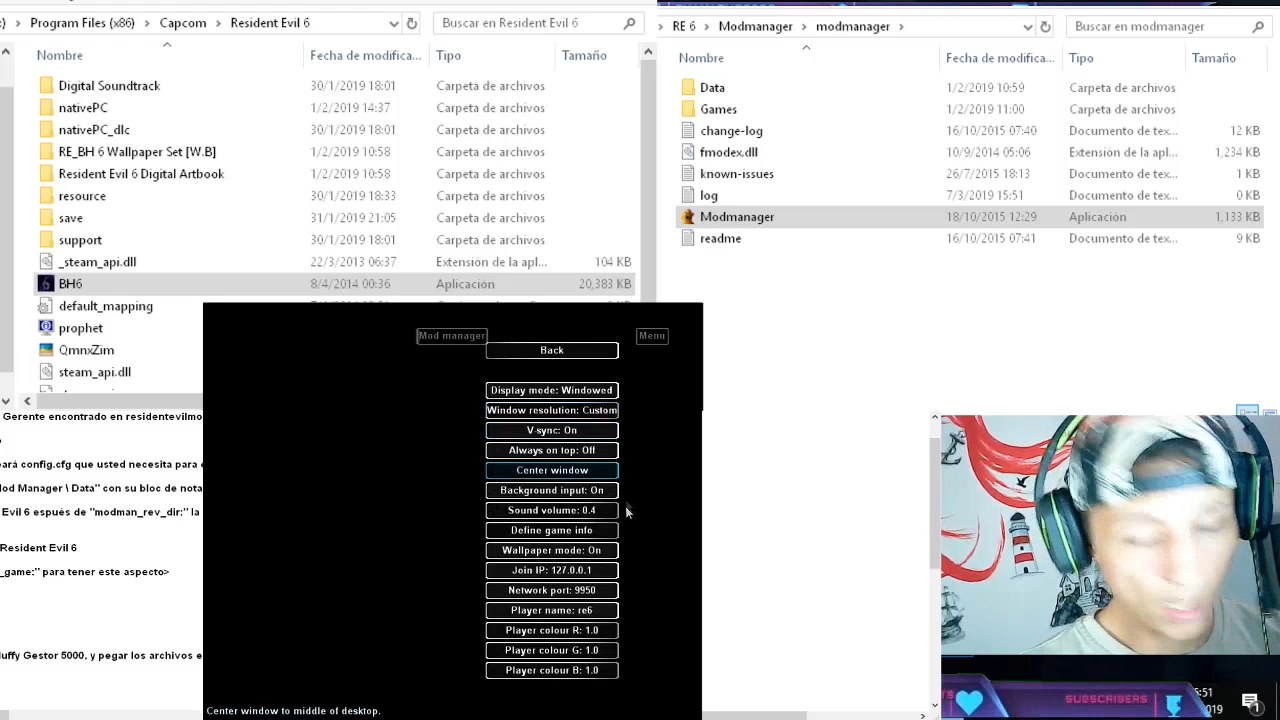 Program Files (x86) > Capcom > Resident Evil 6
Buscar en Resident Evil 6
Nombre
Fecha de modifica...
Tipo
Tamaño
Digital Soundtrack
30/1/2019 18:01
Carpeta de archivos
nativePC
1/2/2019 14:37
Carpeta de archivos
nativePC_dlc
30/1/2019 18:01
Carpeta de archivos
RE_BH 6 Wallpaper Set [W.B]
1/2/2019 10:58
Carpeta de archivos
Resident Evil 6 Digital Artbook
1/2/2019 10:58
Carpeta de archivos
resource
30/1/2019 18:33
Carpeta de archivos
save
31/1/2019 21:05
Carpeta de archivos
support
30/1/2019 18:01
Carpeta de archivos
_steam_api.dll
22/3/2013 06:37
Extensión de la apl...
104 KB
BH6
8/4/2014 00:36
Aplicación
20,383 KB
default_mapping
prophet
QmnxZim
steam_api.dll
RE 6 > Modmanager > modmanager >
Buscar en modmanager
Nombre
Fecha de modifica...
Tipo
Tamaño
Data
1/2/2019 10:59
Carpeta de archivos
Games
1/2/2019 11:00
Carpeta de archivos
change-log
16/10/2015 07:40
Documento de tex...
12 KB
fmodex.dll
10/9/2014 05:06
Extensión de la apl...
1,234 KB
known-issues
26/7/2015 18:13
Documento de tex...
1 KB
log
7/3/2019 15:51
Documento de tex...
0 KB
Modmanager
18/10/2015 12:29
Aplicación
1,133 KB
readme
16/10/2015 07:41
Documento de tex...
9 KB
Gerente encontrado en residentevilmo
eará config.cfg que usted necesita para
Mod Manager \ Data" con su bloc de nota
Evil 6 espués de "modman_rev_dir:" la
Resident Evil 6
_game:" para tener este aspecto>
luffy Gestor 5000, y pegar los archivos e
Mod manager
Menu
Back
Display mode: Windowed
Window resolution: Custom
V-sync: On
Always on top: Off
Center window
Background input: On
Sound volume: 0.4
Define game info
Wallpaper mode: On
Join IP: 127.0.0.1
Network port: 9950
Player name: re6
Player colour R: 1.0
Player colour G: 1.0
Player colour B: 1.0
Center window to middle of desktop.
SUBSCRIBERS
5:51
2019
1